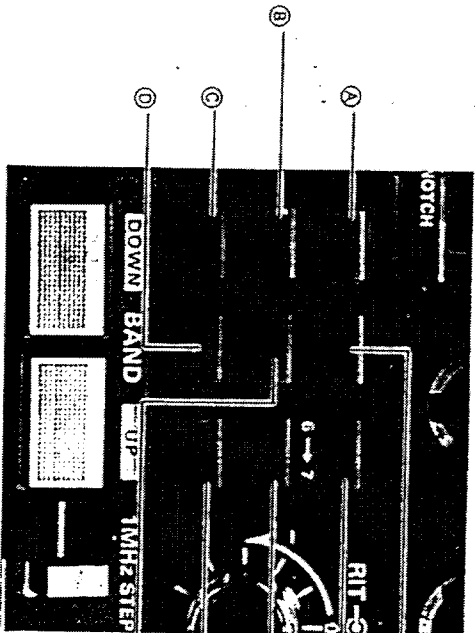 NOTCH
Ⓐ
RIT
6→7
Ⓑ
Ⓒ
Ⓓ
DOWN BAND UP 1MHz STEP